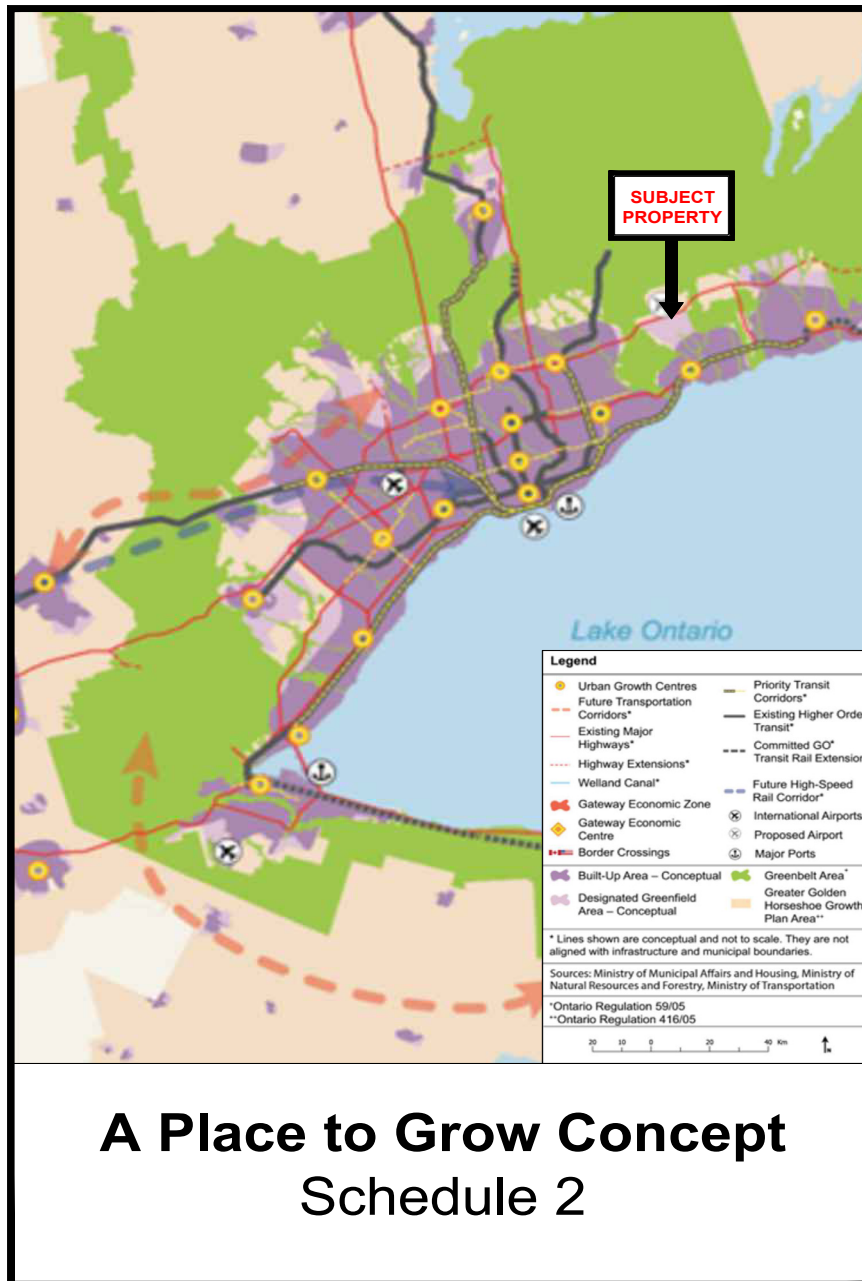 SUBJECT
PROPERTY
Lake Ontario
Legend
Urban Growth Centres
Future Transportation
Corridors*
Existing Major
Highways*
Highway Extensions*
Welland Canal*
Gateway Economic Zone
Gateway Economic
Centre
Border Crossings
Priority Transit
Corridors*
Existing Higher Orde
Transit*
Committed GO*
Transit Rail Extension
Future High-Speed
Rail Corridor*
International Airports
Proposed Airport
Major Ports
Built-Up Area – Conceptual
Designated Greenfield
Area – Conceptual
Greenbelt Area*
Greater Golden
Horseshoe Growth
Plan Area**
* Lines shown are conceptual and not to scale. They are not
aligned with infrastructure and municipal boundaries.
Sources: Ministry of Municipal Affairs and Housing, Ministry of
Natural Resources and Forestry, Ministry of Transportation
*Ontario Regulation 59/05
**Ontario Regulation 416/05
20 10 0 20 40 Km
N
A Place to Grow Concept
Schedule 2